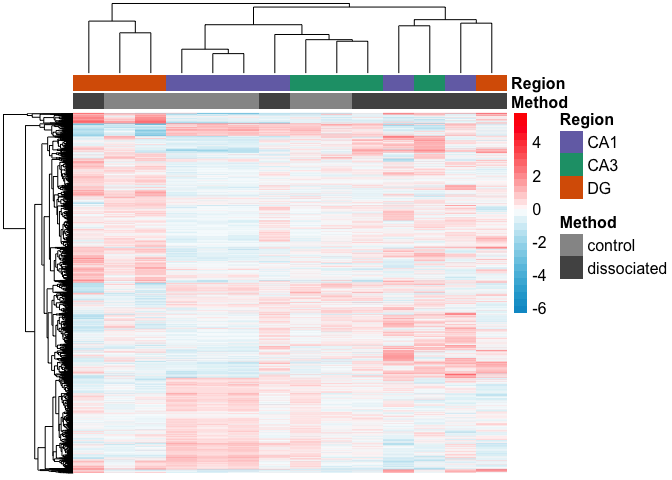 Region
Method
4
2
0
-2
-4
-6
Region
CA1
CA3
DG
Method
control
dissociated